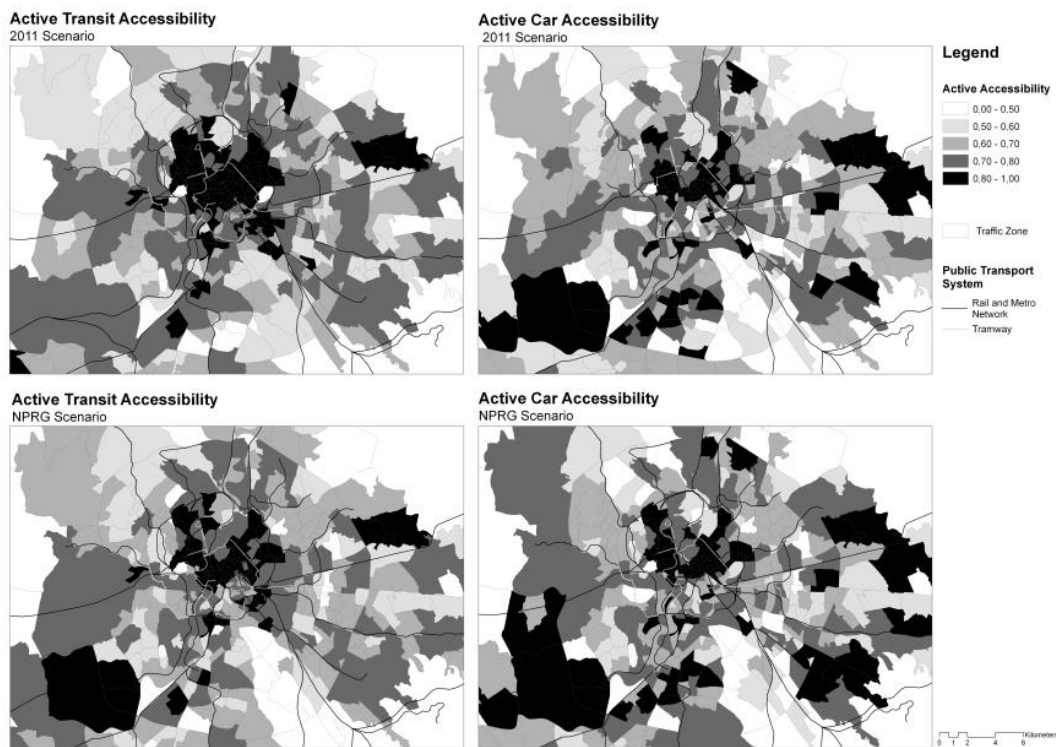 Active Transit Accessibility
2011 Scenario
Active Car Accessibility
2011 Scenario
Legend
Active Accessibility
0,00 - 0,50
0,50 - 0,60
0,60 - 0,70
0,70 - 0,80
0,80 - 1,00
Traffic Zone
Public Transport
System
Rail and Metro
Network
Tramway
Active Transit Accessibility
NPRG Scenario
Active Car Accessibility
NPRG Scenario
Kilometers
0 1 2 4 6